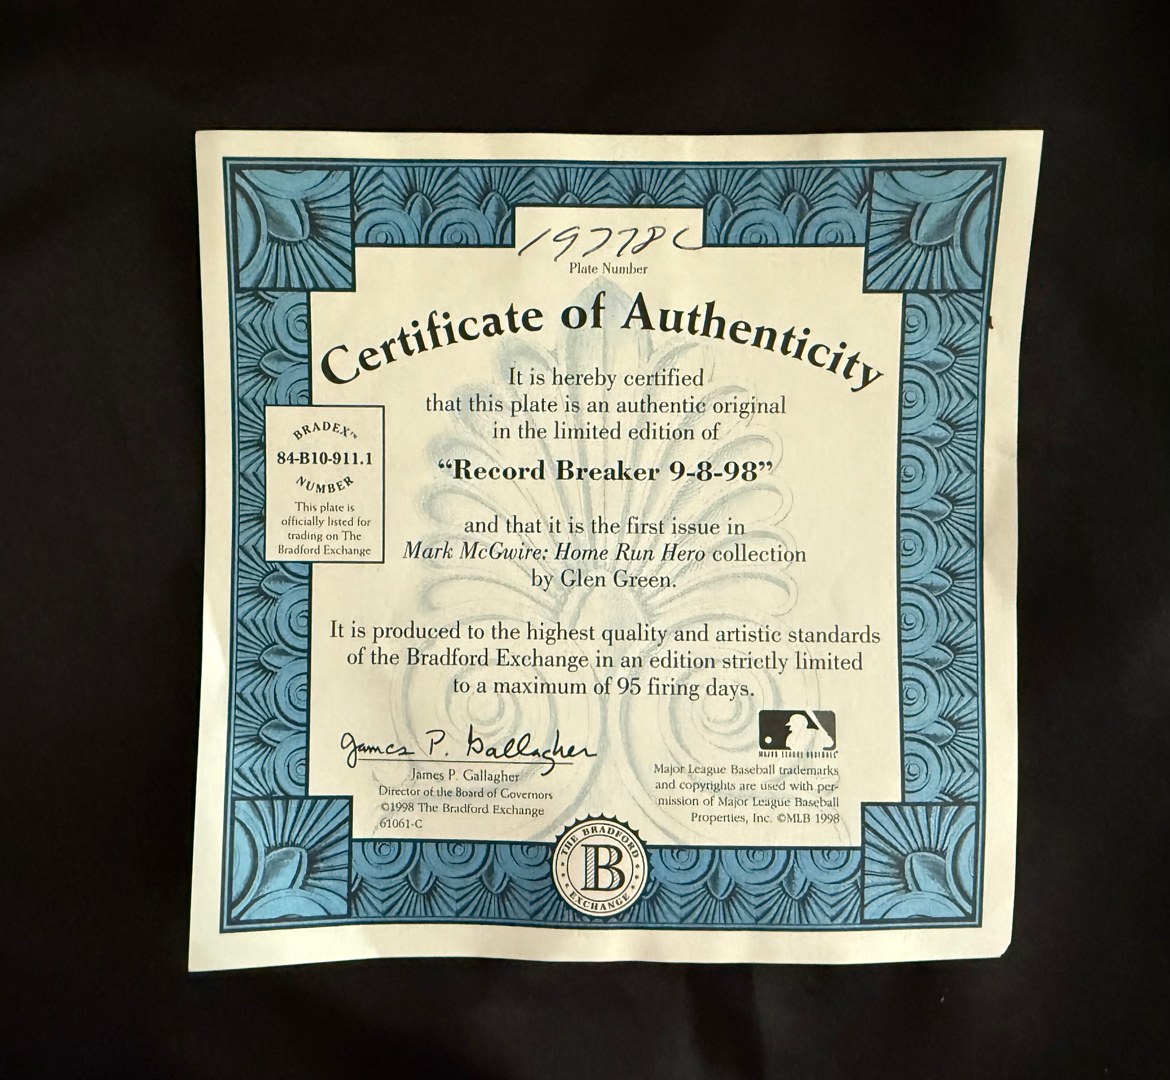 19778C
Plate Number
Certificate of Authenticity
It is hereby certified
that this plate is an authentic original
in the limited edition of
“Record Breaker 9-8-98”
and that it is the first issue in
Mark McGwire: Home Run Hero collection
by Glen Green.
BRADEX™
84-B10-911.1
NUMBER
This plate is
officially listed for
trading on The
Bradford Exchange
It is produced to the highest quality and artistic standards
of the Bradford Exchange in an edition strictly limited
to a maximum of 95 firing days.
James P. Gallagher
James P. Gallagher
Director of the Board of Governors
©1998 The Bradford Exchange
61061-C
MAJOR LEAGUE BASEBALL
Major League Baseball trademarks
and copyrights are used with per-
mission of Major League Baseball
Properties, Inc. ©MLB 1998
THE BRADFORD
B
EXCHANGE